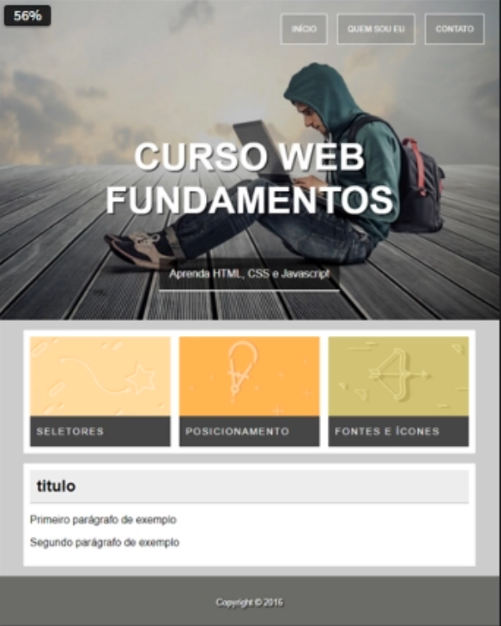 56%
INÍCIO QUEM SOU EU CONTATO
CURSO WEB
FUNDAMENTOS
Aprenda HTML, CSS e Javascript
SELETORES POSICIONAMENTO FONTES E ÍCONES
titulo
Primeiro parágrafo de exemplo
Segundo parágrafo de exemplo
Copyright © 2016